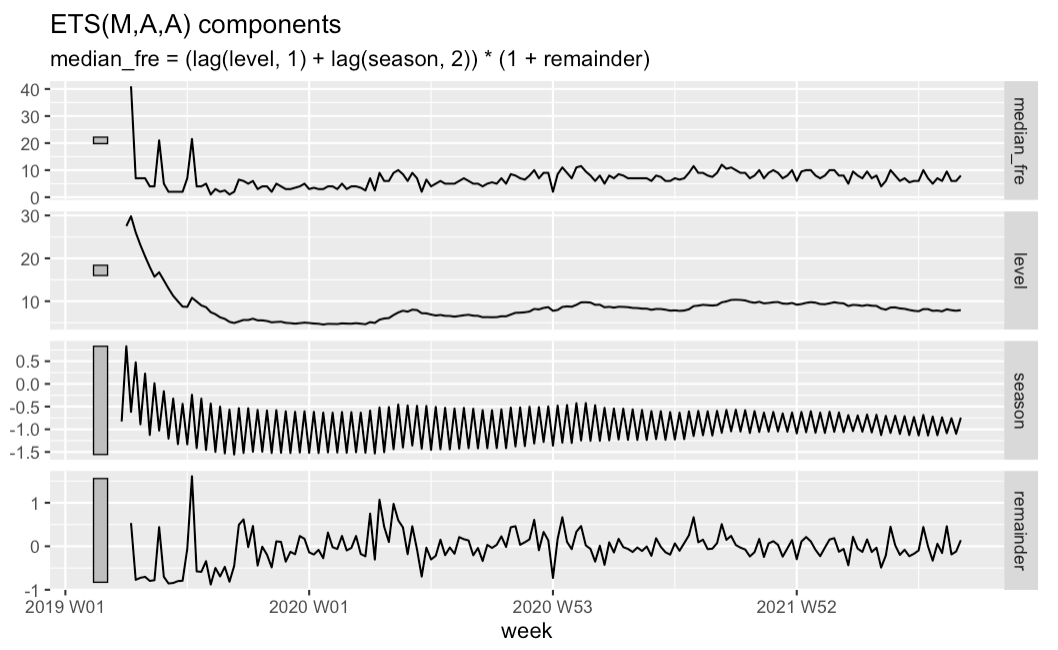 ETS(M,A,A) components
median_fre = (lag(level, 1) + lag(season, 2)) * (1 + remainder)
40
30
20
10
0
median_fre
30
20
10
level
0.5
0.0
-0.5
-1.0
-1.5
season
1
0
-1
remainder
2019 W01
2020 W01
2020 W53
2021 W52
week